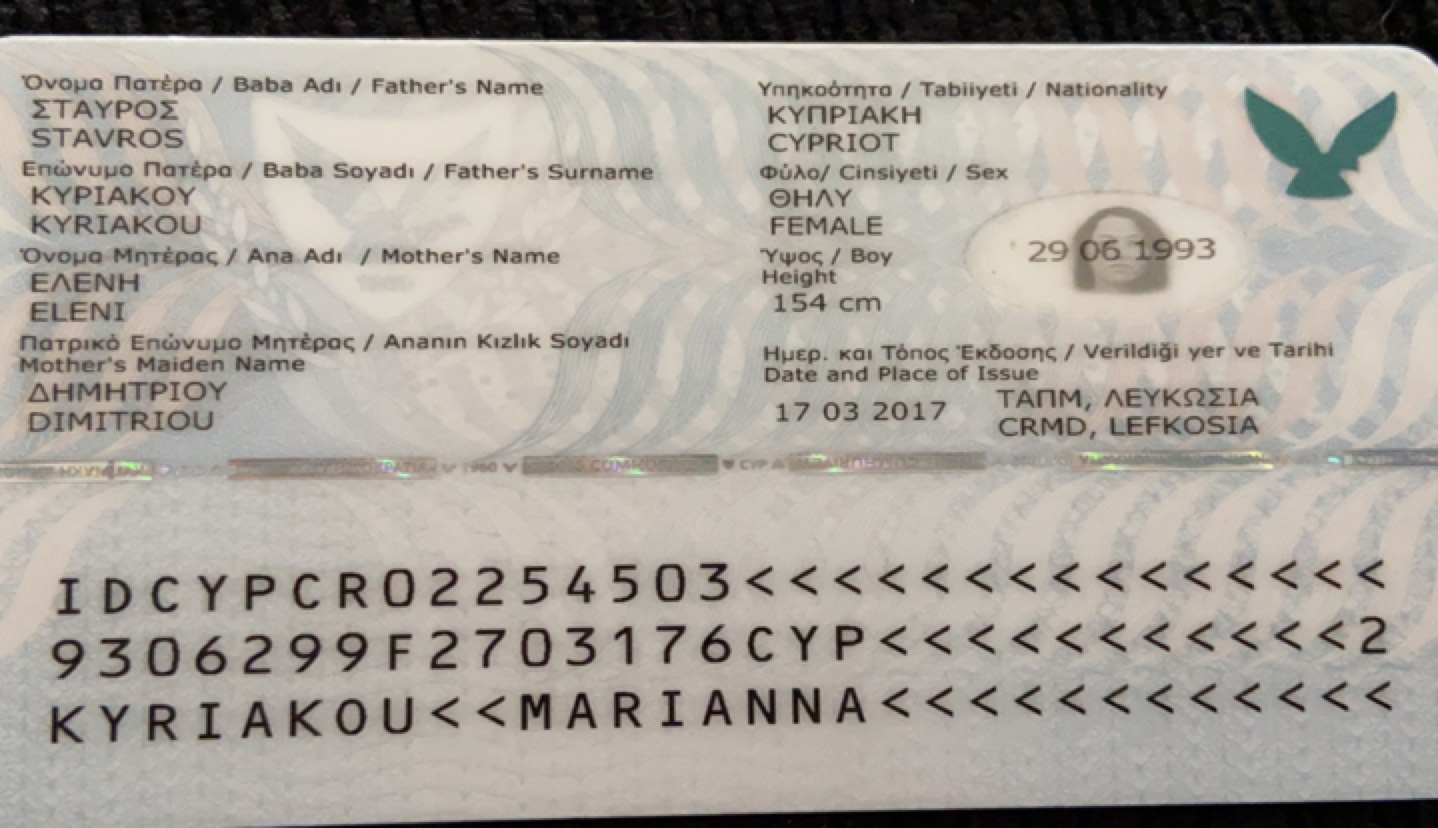 Όνομα Πατέρα / Baba Adı / Father's Name
ΣΤΑΥΡΟΣ
STAVROS
Επώνυμο Πατέρα / Baba Soyadı / Father's Surname
ΚΥΡΙΑΚΟΥ
KYRIAKOU
Όνομα Μητέρας / Ana Adı / Mother's Name
ΕΛΕΝΗ
ELENI
Πατρικό Επώνυμο Μητέρας / Ananın Kızlık Soyadı
Mother's Maiden Name
ΔΗΜΗΤΡΙΟΥ
DIMITRIOU
Υπηκοότητα / Tabiiyeti / Nationality
ΚΥΠΡΙΑΚΗ
CYPRIOT
Φύλο/ Cinsiyeti / Sex
ΘΗΛΥ
FEMALE
Ύψος / Boy
Height
154 cm
29 06 1993
Ημερ. και Τόπος Έκδοσης / Verildiği yer ve Tarihi
Date and Place of Issue
17 03 2017
ΤΑΠΜ, ΛΕΥΚΩΣΙΑ
CRMD, LEFKOSIA
IDCYPCR02254503<<<<<<<<<<<<<<<
9306299F2703176CYP<<<<<<<<<<<2
KYRIAKOU<<MARIANNA<<<<<<<<<<<<